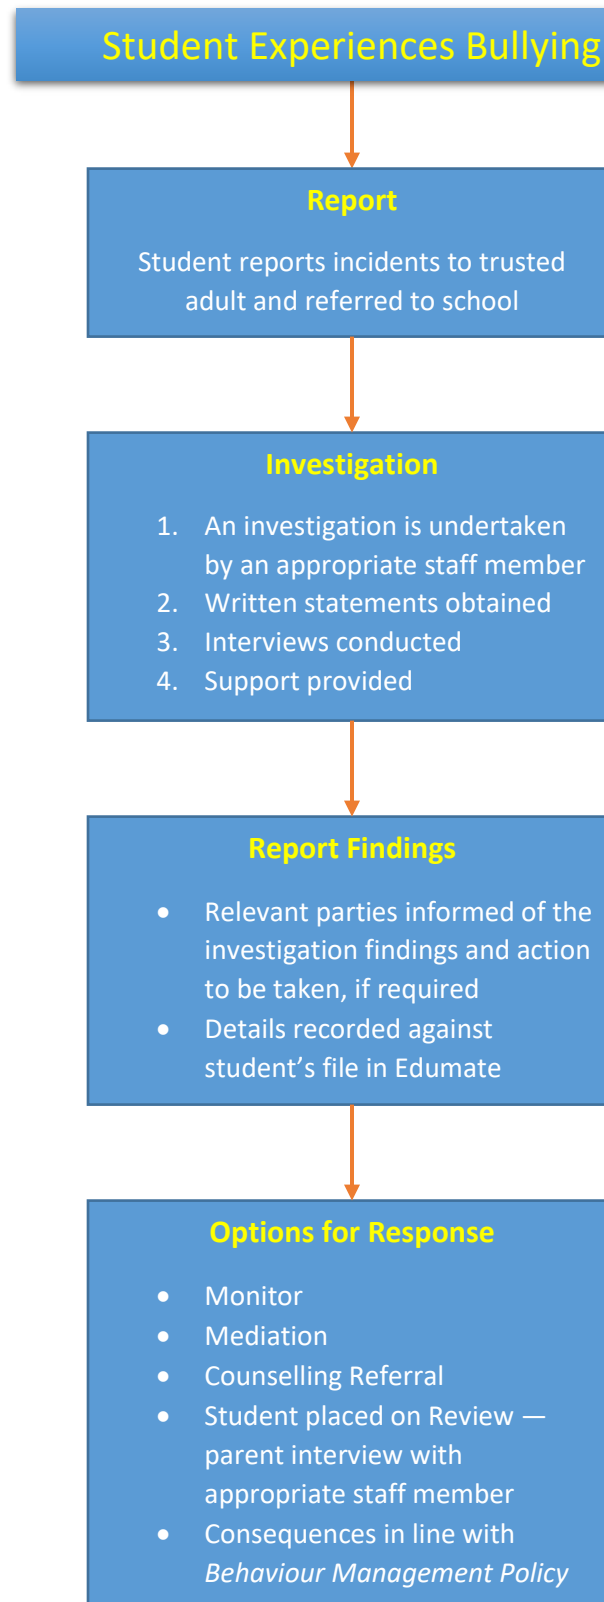 Student Experiences Bullying
Report
Student reports incidents to trusted
adult and referred to school
Investigation
1. An investigation is undertaken
by an appropriate staff member
2. Written statements obtained
3. Interviews conducted
4. Support provided
Report Findings
• Relevant parties informed of the
investigation findings and action
to be taken, if required
• Details recorded against
student’s file in Edumate
Options for Response
• Monitor
• Mediation
• Counselling Referral
• Student placed on Review —
parent interview with
appropriate staff member
• Consequences in line with
Behaviour Management Policy